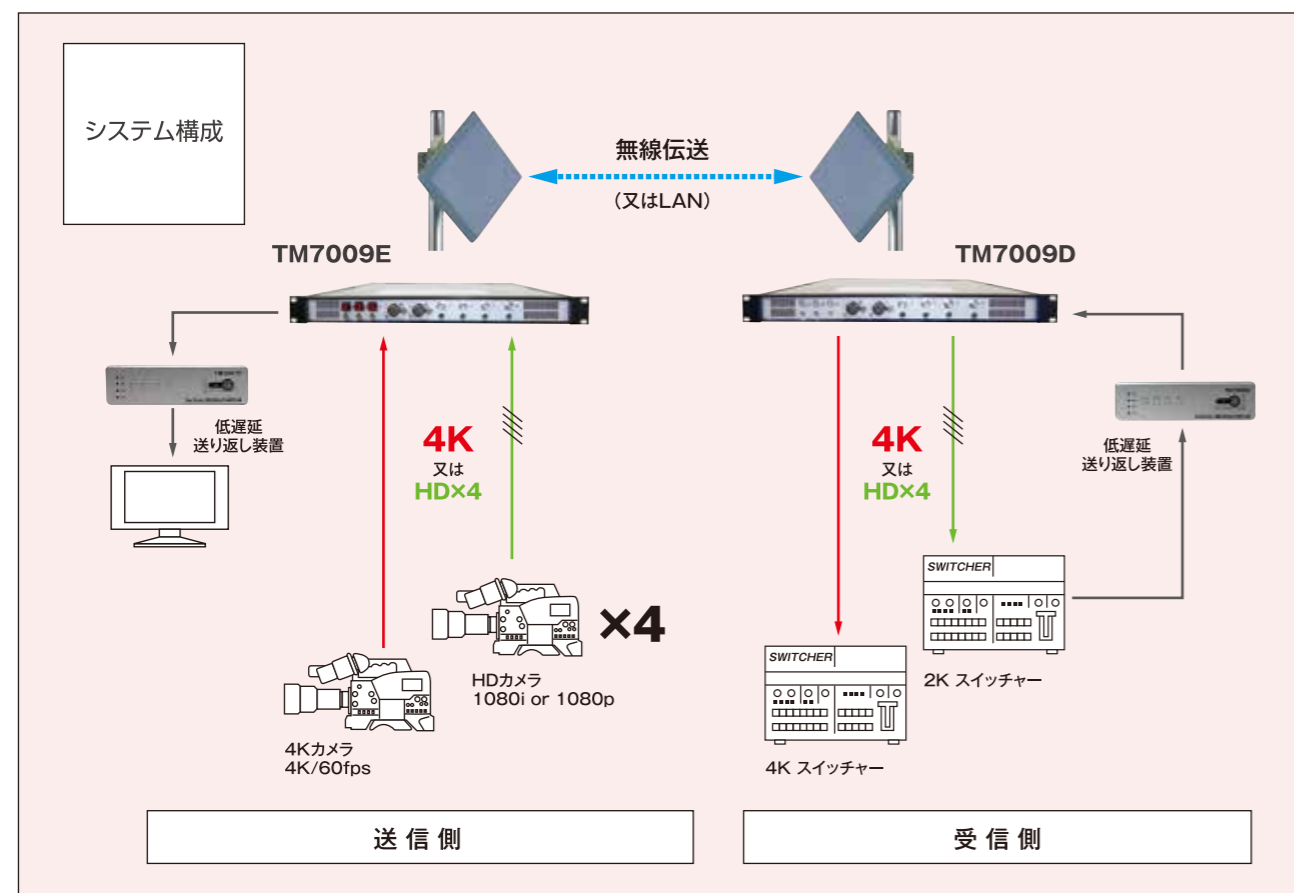 システム構成
無線伝送
（又はLAN）
TM7009E
TM7009D
低遅延
送り返し装置
4K
又は
HD×4
4K
又は
HD×4
低遅延
送り返し装置
×4
HDカメラ
1080i or 1080p
4Kカメラ
4K/60fps
SWITCHER
2K スイッチャー
SWITCHER
4K スイッチャー
送信側
受信側